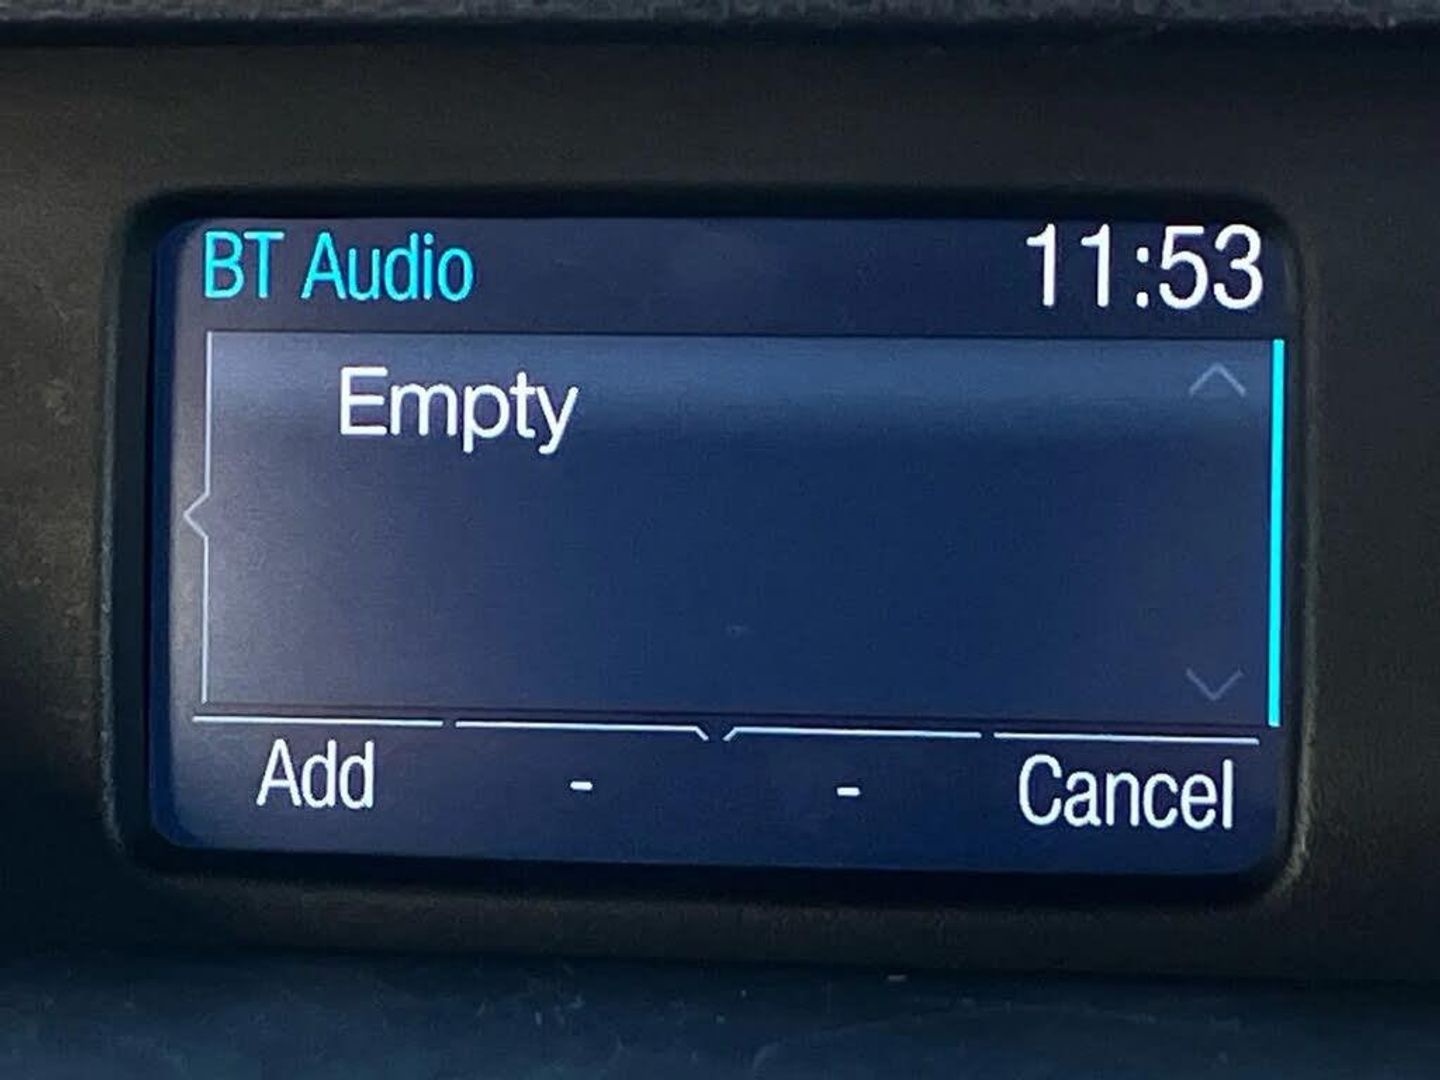 BT Audio 11:53
Empty
Add - - Cancel